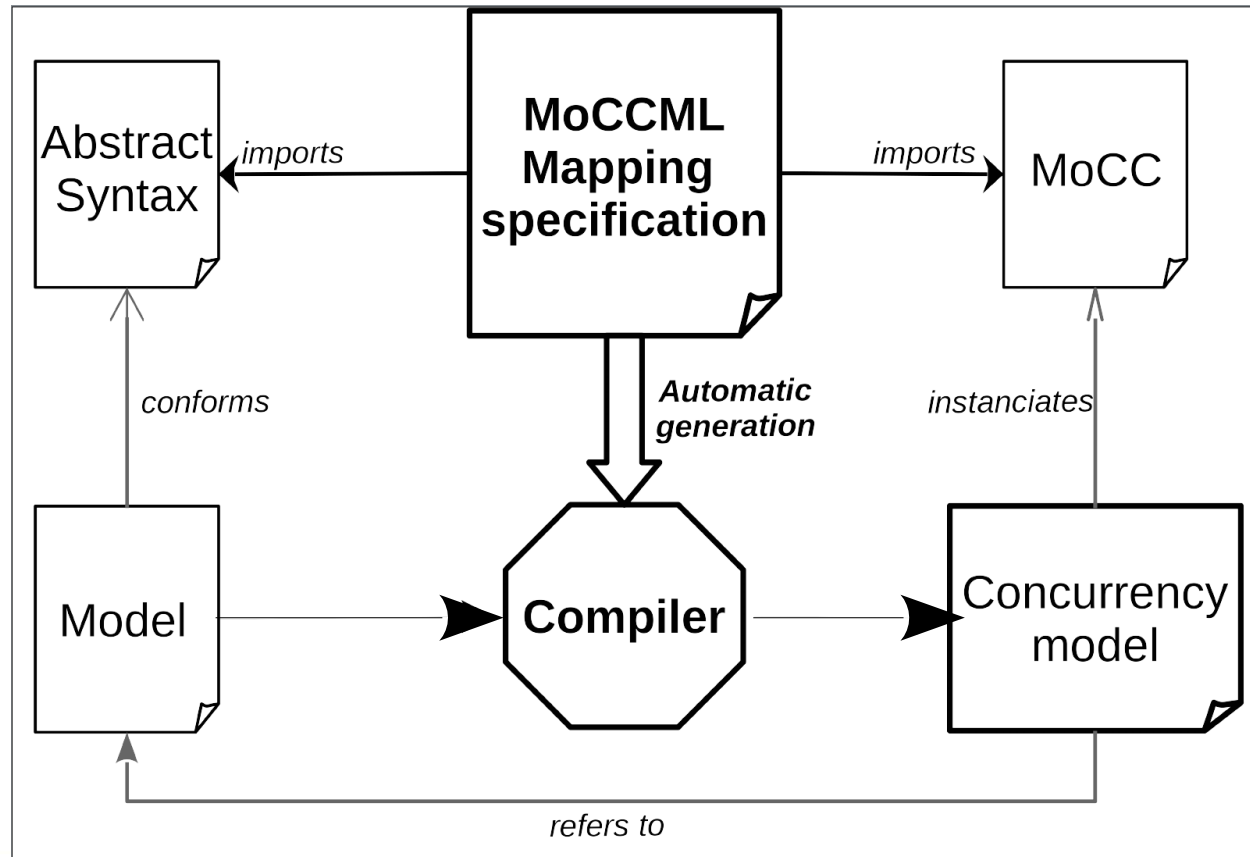 MoCCML
Mapping
specification
Abstract
Syntax
imports
imports
MoCC
Automatic
generation
conforms
instanciates
Model
Compiler
Concurrency
model
refers to